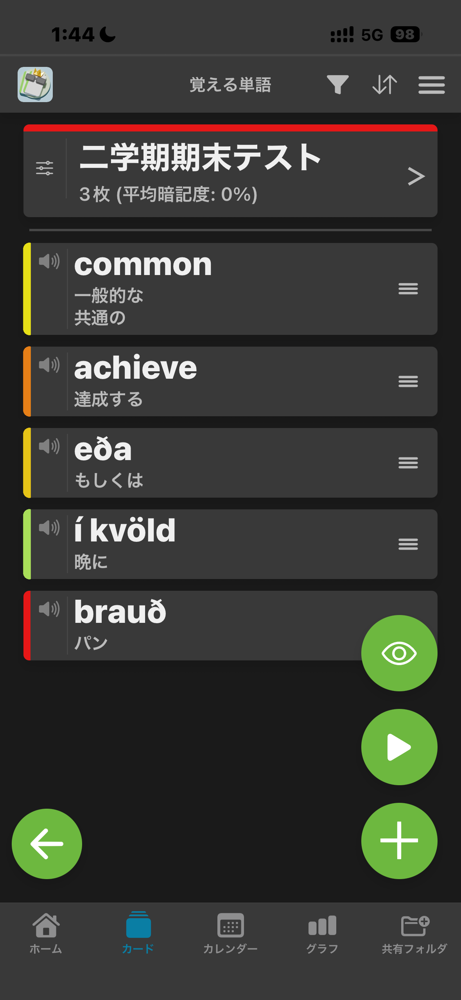 1:44
5G
98
覚える単語
二学期期末テスト
3枚 (平均暗記度: 0%)
common
一般的な
共通の
achieve
達成する
eða
もしくは
í kvöld
晩に
brauð
パン
ホーム
カード
カレンダー
グラフ
共有フォルダ